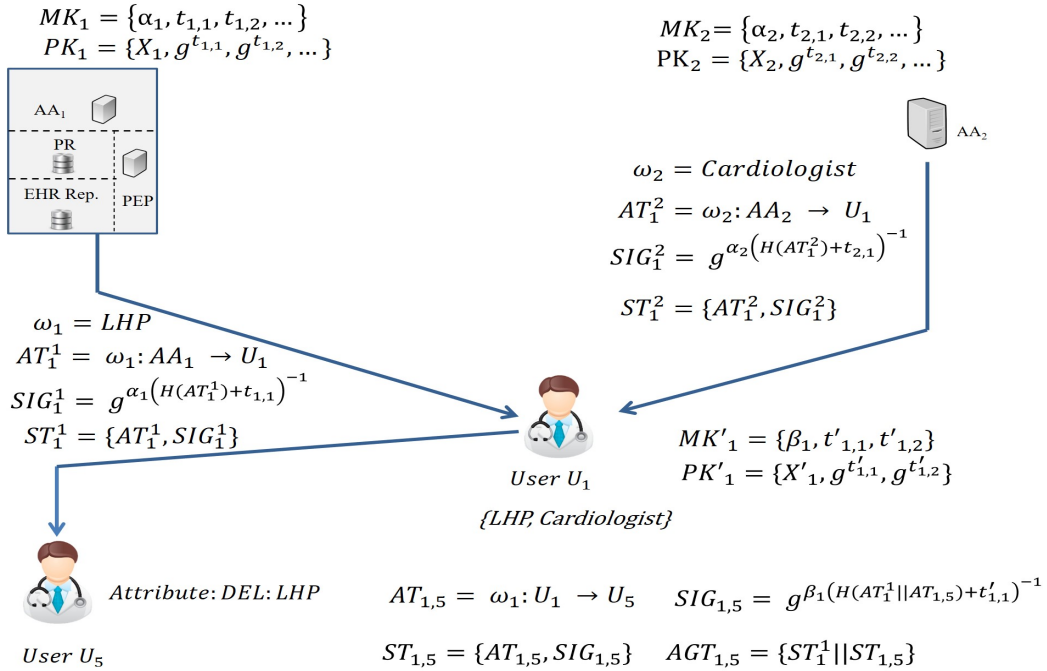 MK₁ = {α₁, t₁,₁, t₁,₂, …}
PK₁ = {X₁, g^{t₁,₁}, g^{t₁,₂}, …}
AA₁
PR
EHR Rep.
PEP
MK₂= {α₂, t₂,₁, t₂,₂, …}
PK₂ = {X₂, g^{t₂,₁}, g^{t₂,₂}, …}
AA₂
ω₂ = Cardiologist
AT₁² = ω₂: AA₂ → U₁
SIG₁² = g^{α₂(H(AT₁²)+t₂,₁)⁻¹}
ST₁² = {AT₁², SIG₁²}
ω₁ = LHP
AT₁¹ = ω₁: AA₁ → U₁
SIG₁¹ = g^{α₁(H(AT₁¹)+t₁,₁)⁻¹}
ST₁¹ = {AT₁¹, SIG₁¹}
User U₁
{LHP, Cardiologist}
MK'₁ = {β₁, t'₁,₁, t'₁,₂}
PK'₁ = {X'₁, g^{t'₁,₁}, g^{t'₁,₂}}
Attribute: DEL: LHP
User U₅
AT₁,₅ = ω₁: U₁ → U₅
SIG₁,₅ = g^{β₁(H(AT₁¹||AT₁,₅)+t'₁,₁)⁻¹}
ST₁,₅ = {AT₁,₅, SIG₁,₅}
AGT₁,₅ = {ST₁¹||ST₁,₅}